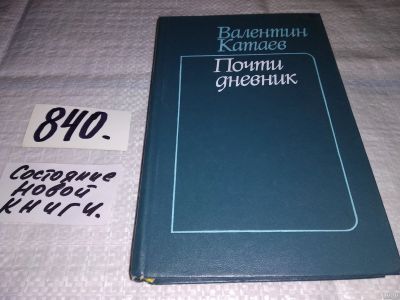 Валентин
Катаев
Почти
дневник
840.
Состояние
новой
книги.